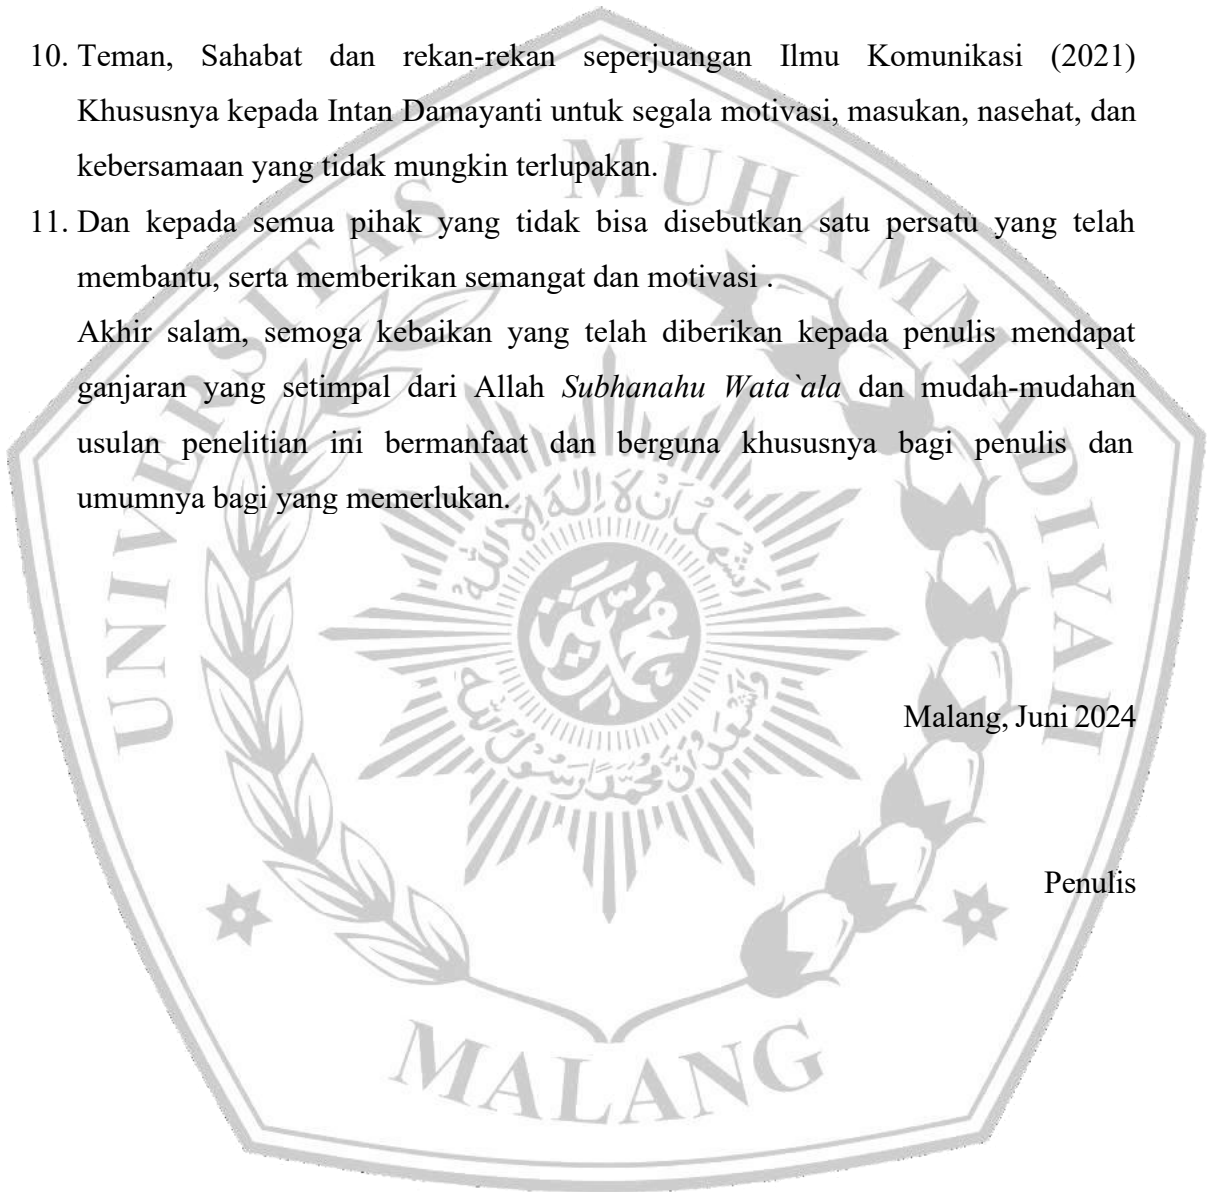 10. Teman, Sahabat dan rekan-rekan seperjuangan Ilmu Komunikasi (2021)
Khususnya kepada Intan Damayanti untuk segala motivasi, masukan, nasehat, dan
kebersamaan yang tidak mungkin terlupakan.
11. Dan kepada semua pihak yang tidak bisa disebutkan satu persatu yang telah
membantu, serta memberikan semangat dan motivasi .
Akhir salam, semoga kebaikan yang telah diberikan kepada penulis mendapat
ganjaran yang setimpal dari Allah Subhanahu Wata`ala dan mudah-mudahan
usulan penelitian ini bermanfaat dan berguna khususnya bagi penulis dan
umumnya bagi yang memerlukan.
Malang, Juni 2024
Penulis
UNIVERSITAS MUHAMMADIYAH
MALANG